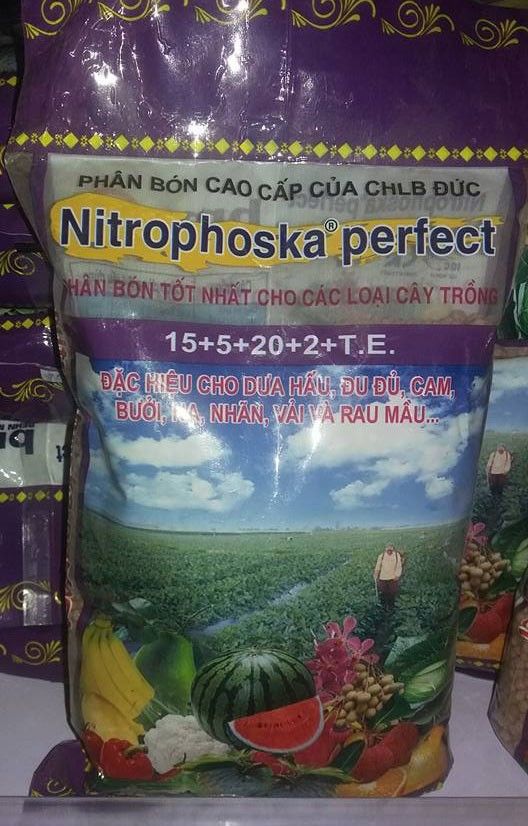 PHÂN BÓN CAO CẤP CỦA CHLB ĐỨC
Nitrophoska® perfect
PHÂN BÓN TỐT NHẤT CHO CÁC LOẠI CÂY TRỒNG
15+5+20+2+T.E.
ĐẶC HIỆU CHO DƯA HẤU, ĐU ĐỦ, CAM,
BƯỞI, NA, NHÃN, VẢI VÀ RAU MẦU...